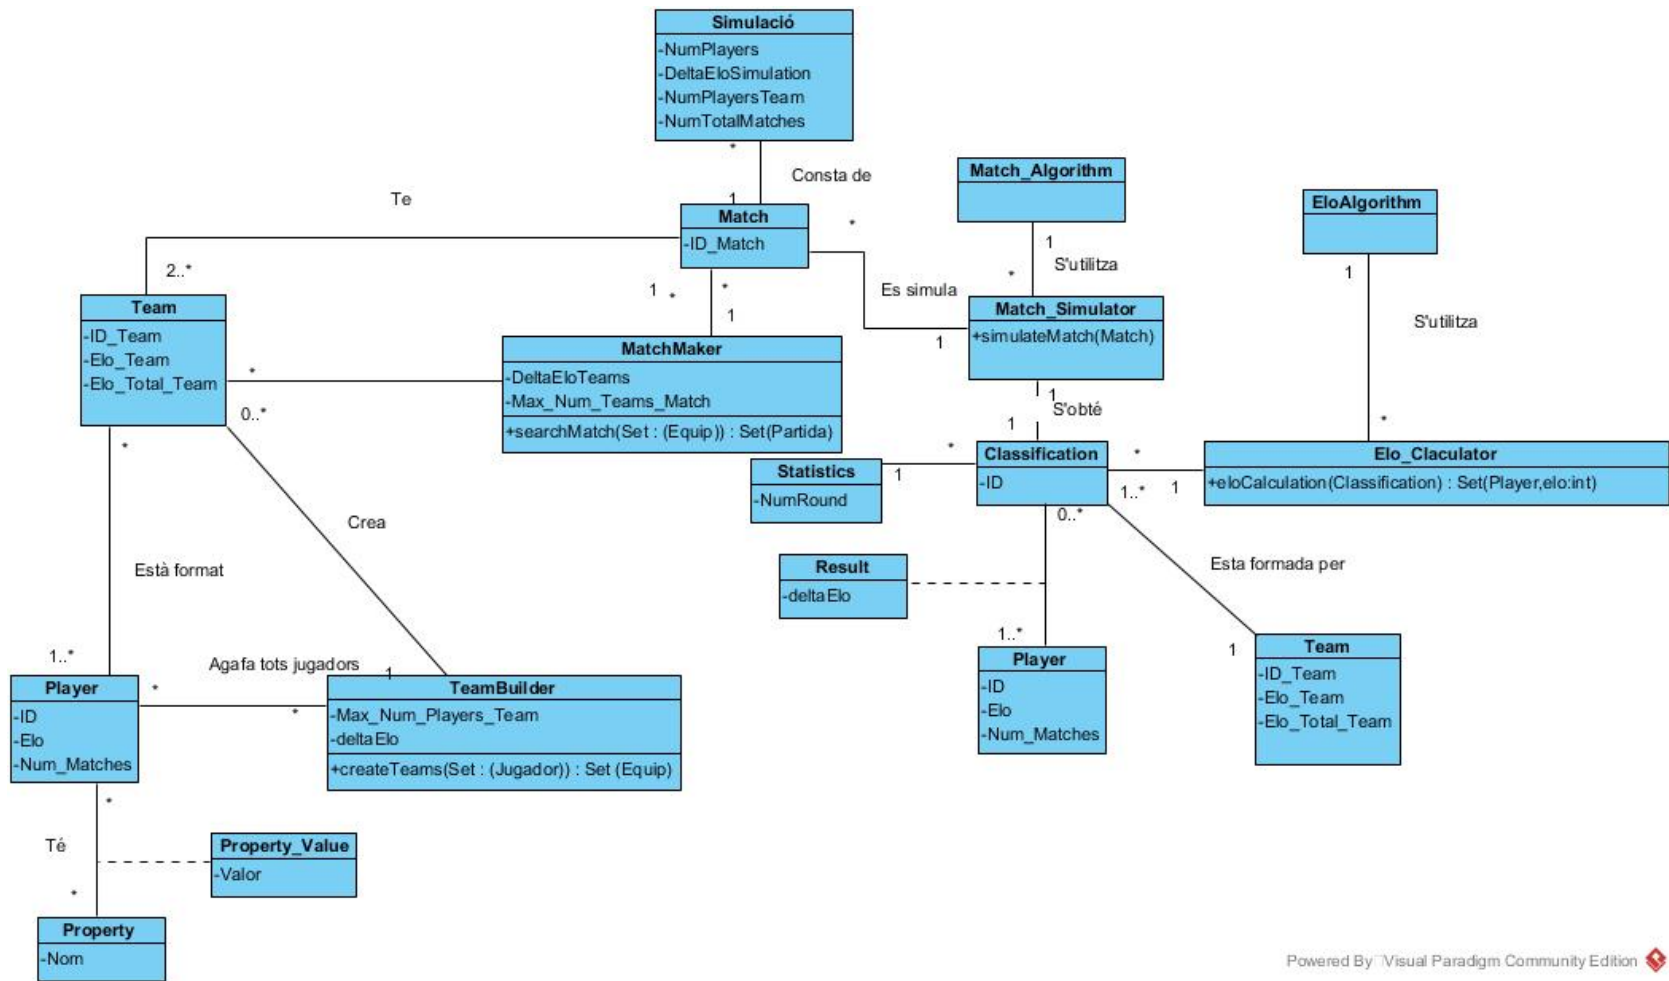 Simulació
-NumPlayers
-DeltaEloSimulation
-NumPlayersTeam
-NumTotalMatches
*
Consta de
1
Match
-ID_Match
Te
2..*
Match_Algorithm
1
S'utilitza
*
EloAlgorithm
1
S'utilitza
*
*
Es simula
1
Match_Simulator
+simulateMatch(Match)
1
S'obté
1
Team
-ID_Team
-Elo_Team
-Elo_Total_Team
1
*
*
1
MatchMaker
-DeltaEloTeams
-Max_Num_Teams_Match
+searchMatch(Set : (Equip)) : Set(Partida)
*
0..*
*
Crea
Està format
1..*
Agafa tots jugadors
1
*
*
Player
-ID
-Elo
-Num_Matches
TeamBuilder
-Max_Num_Players_Team
-deltaElo
+createTeams(Set : (Jugador)) : Set (Equip)
*
Té
*
Property_Value
-Valor
Property
-Nom
Statistics
-NumRound
1
*
Classification
-ID
*
1..*
1
Elo_Claculator
+eloCalculation(Classification) : Set(Player,elo:int)
0..*
Result
-deltaElo
Esta formada per
1..*
1
Player
-ID
-Elo
-Num_Matches
Team
-ID_Team
-Elo_Team
-Elo_Total_Team
Powered By Visual Paradigm Community Edition